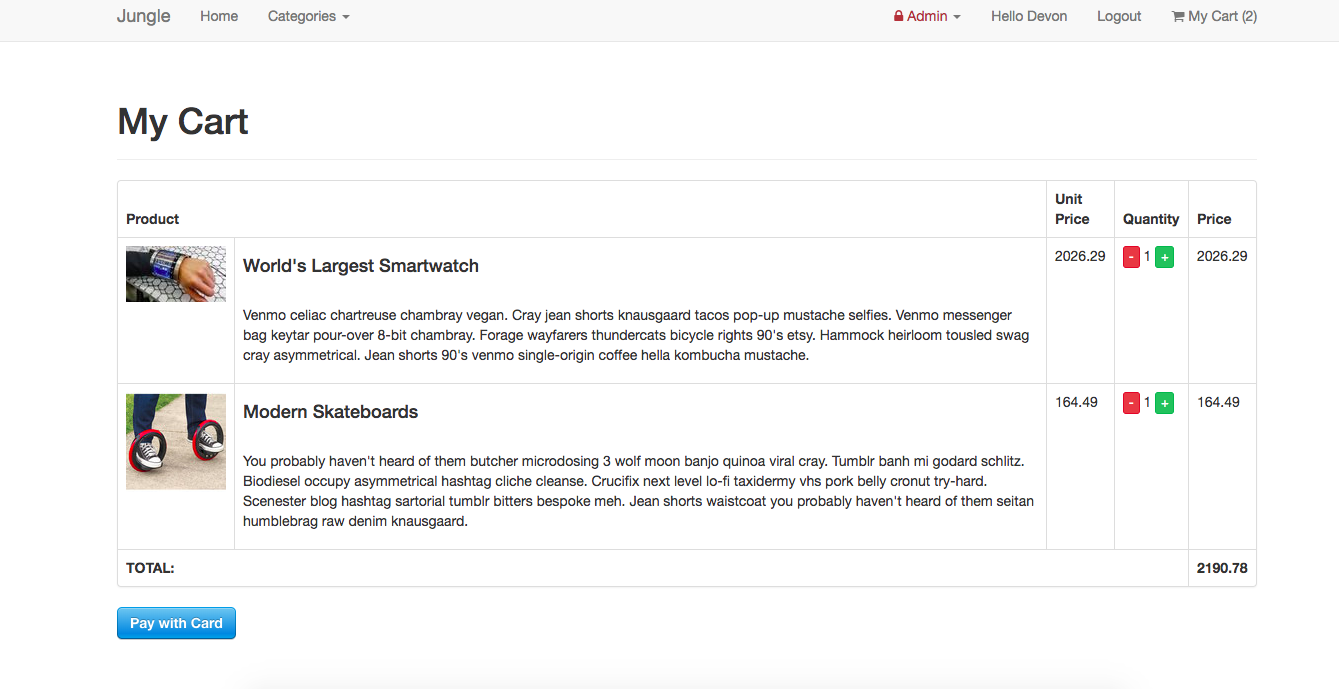 Jungle Home Categories Admin Hello Devon Logout My Cart (2)
My Cart
Product Unit Price Quantity Price
World's Largest Smartwatch 2026.29 - 1 + 2026.29
Venmo celiac chartreuse chambray vegan. Cray jean shorts knausgaard tacos pop-up mustache selfies. Venmo messenger
bag keytar pour-over 8-bit chambray. Forage wayfarers thundercats bicycle rights 90's etsy. Hammock heirloom tousled swag
cray asymmetrical. Jean shorts 90's venmo single-origin coffee hella kombucha mustache.
Modern Skateboards 164.49 - 1 + 164.49
You probably haven't heard of them butcher microdosing 3 wolf moon banjo quinoa viral cray. Tumblr banh mi godard schlitz.
Biodiesel occupy asymmetrical hashtag cliche cleanse. Crucifix next level lo-fi taxidermy vhs pork belly cronut try-hard.
Scenester blog hashtag sartorial tumblr bitters bespoke meh. Jean shorts waistcoat you probably haven't heard of them seitan
humblebrag raw denim knausgaard.
TOTAL: 2190.78
Pay with Card